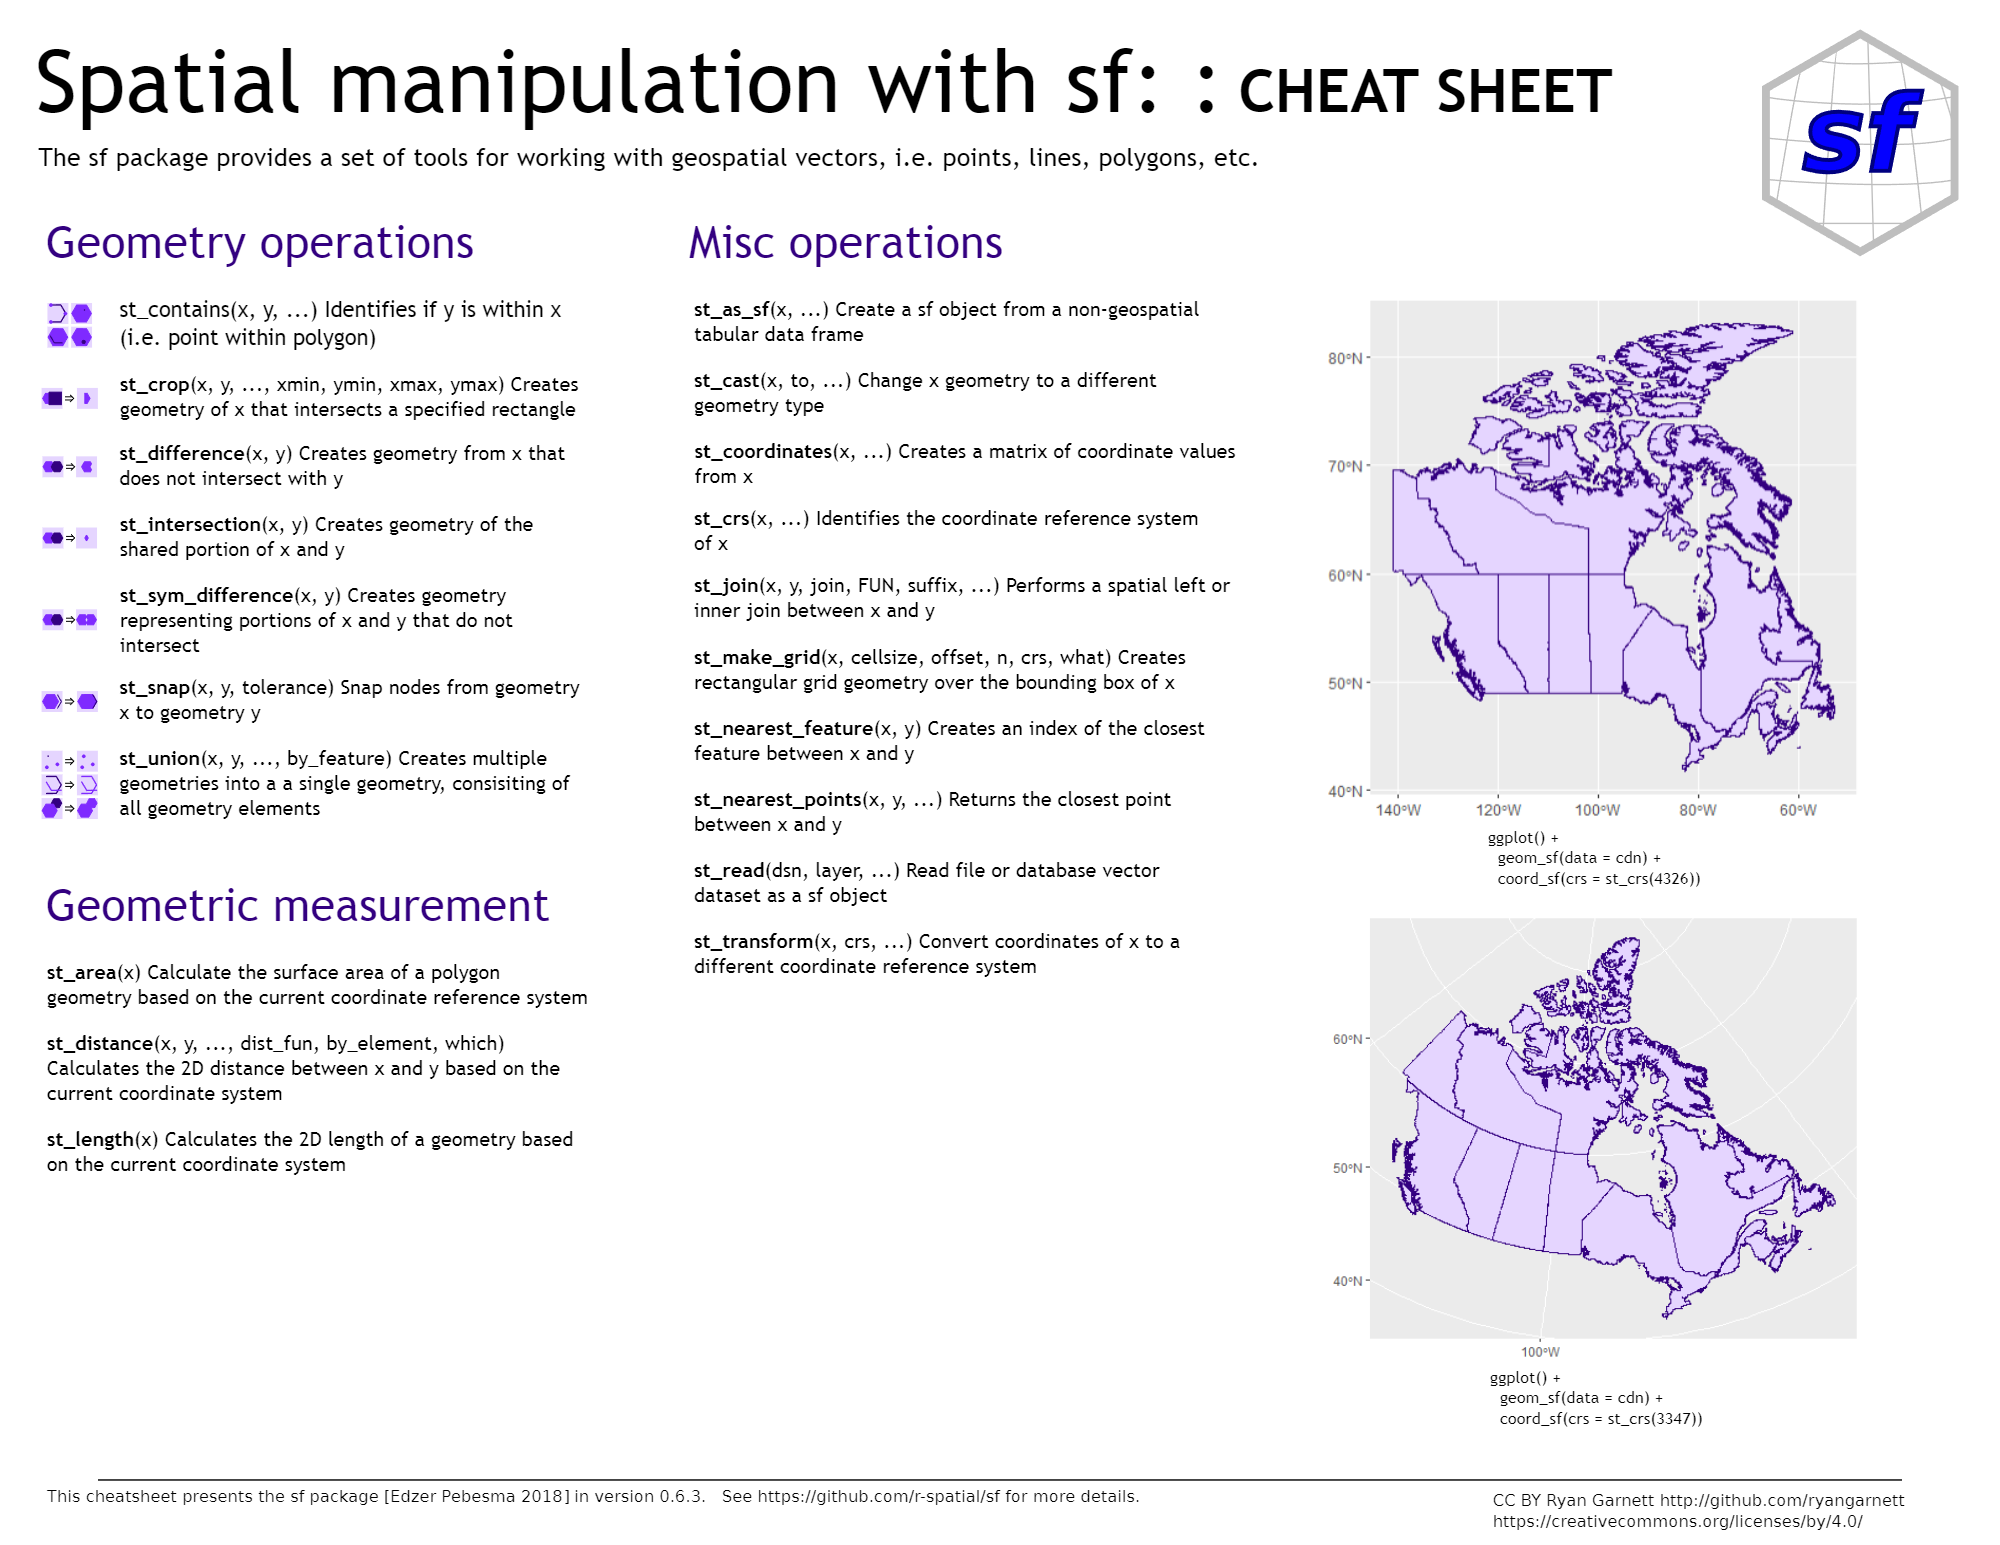 Spatial manipulation with sf: : CHEAT SHEET
The sf package provides a set of tools for working with geospatial vectors, i.e. points, lines, polygons, etc.
sf
Geometry operations
st_contains(x, y, ...) Identifies if y is within x
(i.e. point within polygon)
st_crop(x, y, ..., xmin, ymin, xmax, ymax) Creates
geometry of x that intersects a specified rectangle
st_difference(x, y) Creates geometry from x that
does not intersect with y
st_intersection(x, y) Creates geometry of the
shared portion of x and y
st_sym_difference(x, y) Creates geometry
representing portions of x and y that do not
intersect
st_snap(x, y, tolerance) Snap nodes from geometry
x to geometry y
st_union(x, y, ..., by_feature) Creates multiple
geometries into a a single geometry, consisiting of
all geometry elements
Geometric measurement
st_area(x) Calculate the surface area of a polygon
geometry based on the current coordinate reference system
st_distance(x, y, ..., dist_fun, by_element, which)
Calculates the 2D distance between x and y based on the
current coordinate system
st_length(x) Calculates the 2D length of a geometry based
on the current coordinate system
Misc operations
st_as_sf(x, ...) Create a sf object from a non-geospatial
tabular data frame
st_cast(x, to, ...) Change x geometry to a different
geometry type
st_coordinates(x, ...) Creates a matrix of coordinate values
from x
st_crs(x, ...) Identifies the coordinate reference system
of x
st_join(x, y, join, FUN, suffix, ...) Performs a spatial left or
inner join between x and y
st_make_grid(x, cellsize, offset, n, crs, what) Creates
rectangular grid geometry over the bounding box of x
st_nearest_feature(x, y) Creates an index of the closest
feature between x and y
st_nearest_points(x, y, ...) Returns the closest point
between x and y
st_read(dsn, layer, ...) Read file or database vector
dataset as a sf object
st_transform(x, crs, ...) Convert coordinates of x to a
different coordinate reference system
80°N
70°N
60°N
50°N
40°N
140°W 120°W 100°W 80°W 60°W
ggplot() +
geom_sf(data = cdn) +
coord_sf(crs = st_crs(4326))
60°N
50°N
40°N
100°W
ggplot() +
geom_sf(data = cdn) +
coord_sf(crs = st_crs(3347))
This cheatsheet presents the sf package [Edzer Pebesma 2018] in version 0.6.3. See https://github.com/r-spatial/sf for more details.
CC BY Ryan Garnett http://github.com/ryangarnett
https://creativecommons.org/licenses/by/4.0/